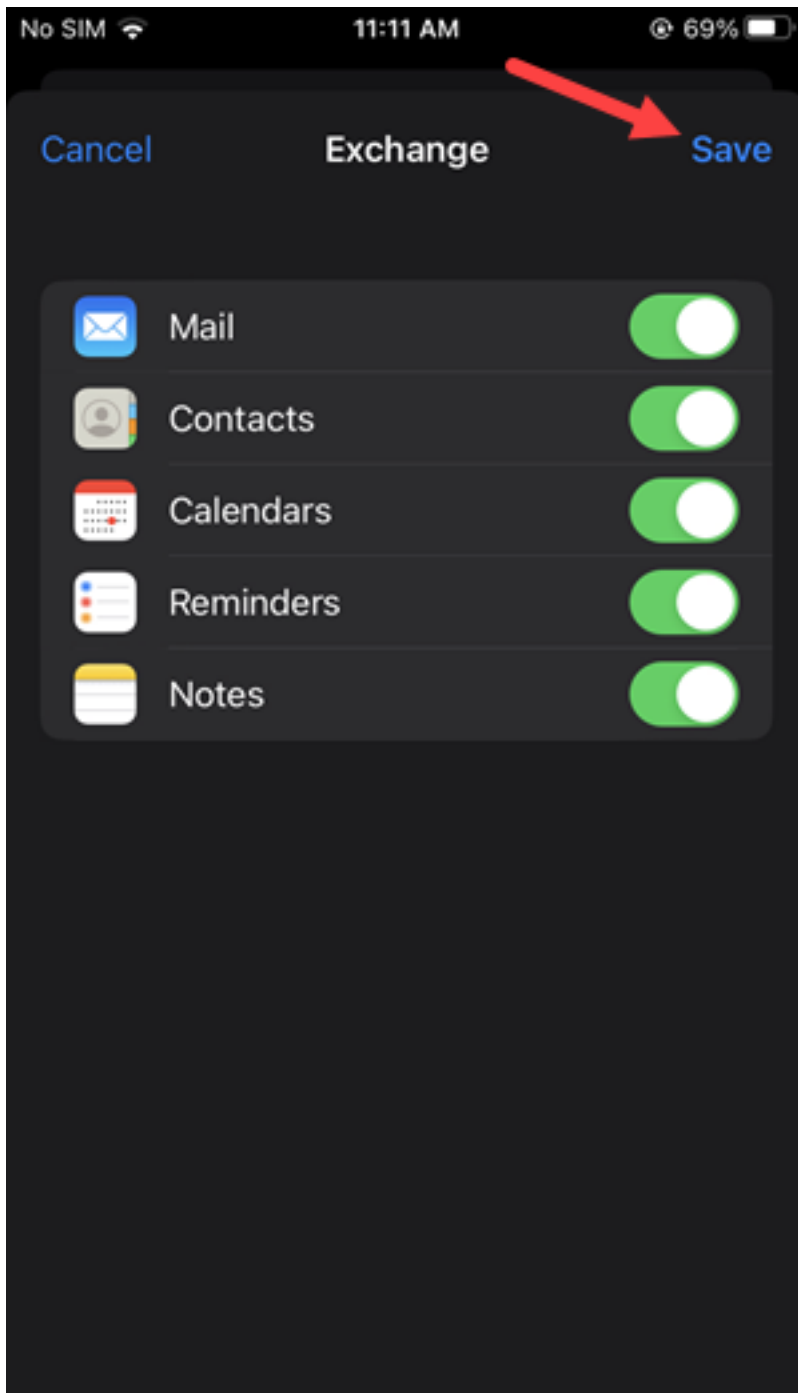 No SIM 11:11 AM 69%
Cancel Exchange Save
Mail
Contacts
Calendars
Reminders
Notes